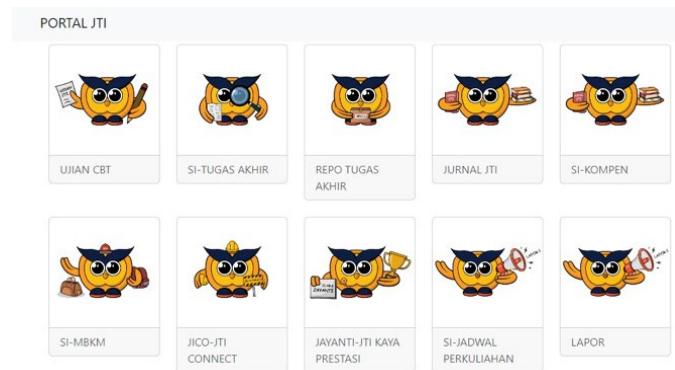 PORTAL JTI
UJIAN CBT
SI-TUGAS AKHIR
REPO TUGAS
AKHIR
JURNAL JTI
SI-KOMPEN
SI-MBKM
JICO-JTI
CONNECT
JAYANTI-JTI KAYA
PRESTASI
SI-JADWAL
PERKULIAHAN
LAPOR